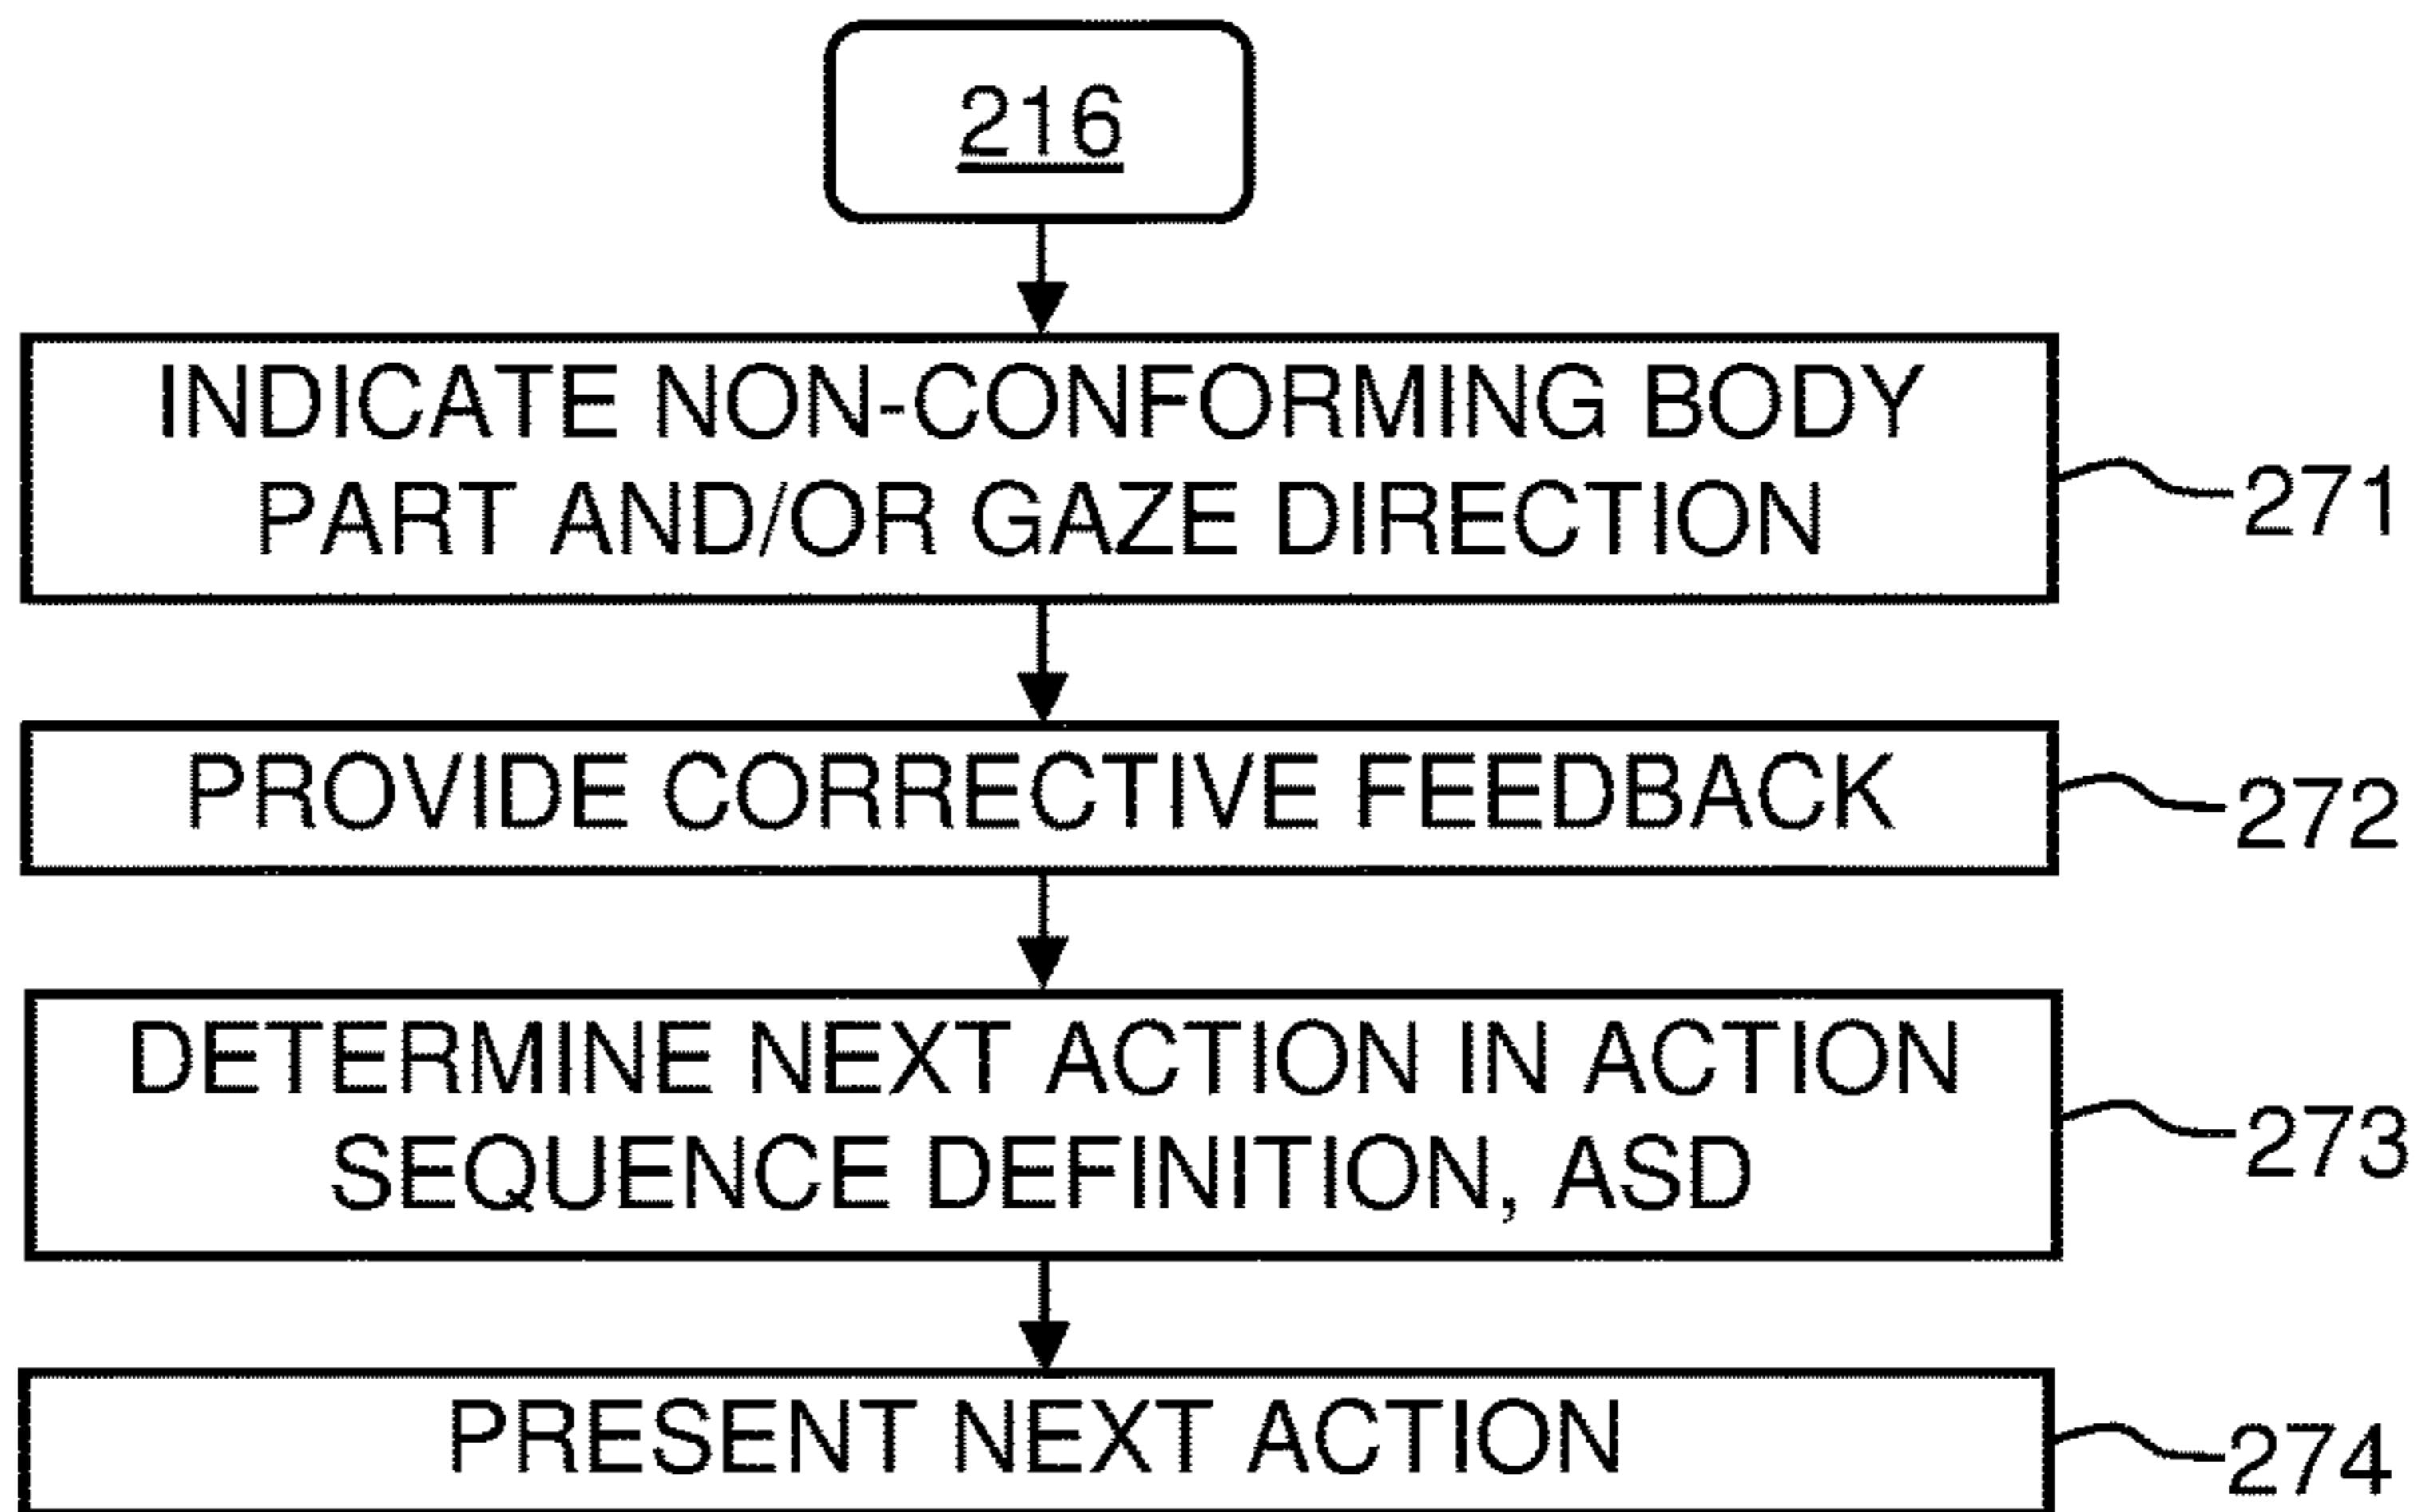 216
INDICATE NON-CONFORMING BODY
PART AND/OR GAZE DIRECTION
271
PROVIDE CORRECTIVE FEEDBACK
272
DETERMINE NEXT ACTION IN ACTION
SEQUENCE DEFINITION, ASD
273
PRESENT NEXT ACTION
274